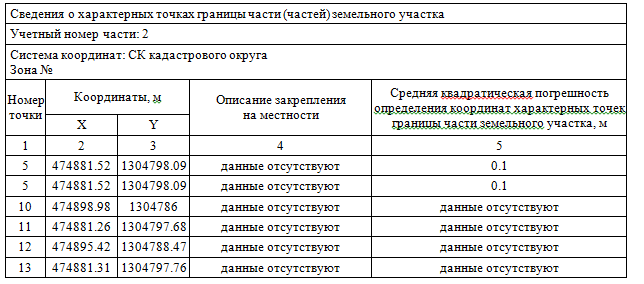 Сведения о характерных точках границы части (частей) земельного участка
Учетный номер части: 2
Система координат: СК кадастрового округа
Зона №
Номер точки Координаты, м Описание закрепления на местности Средняя квадратическая погрешность определения координат характерных точек границы части земельного участка, м
X Y
1 2 3 4 5
5 474881.52 1304798.09 данные отсутствуют 0.1
5 474881.52 1304798.09 данные отсутствуют 0.1
10 474898.98 1304786 данные отсутствуют данные отсутствуют
11 474881.26 1304797.68 данные отсутствуют данные отсутствуют
12 474895.42 1304788.47 данные отсутствуют данные отсутствуют
13 474881.31 1304797.76 данные отсутствуют данные отсутствуют